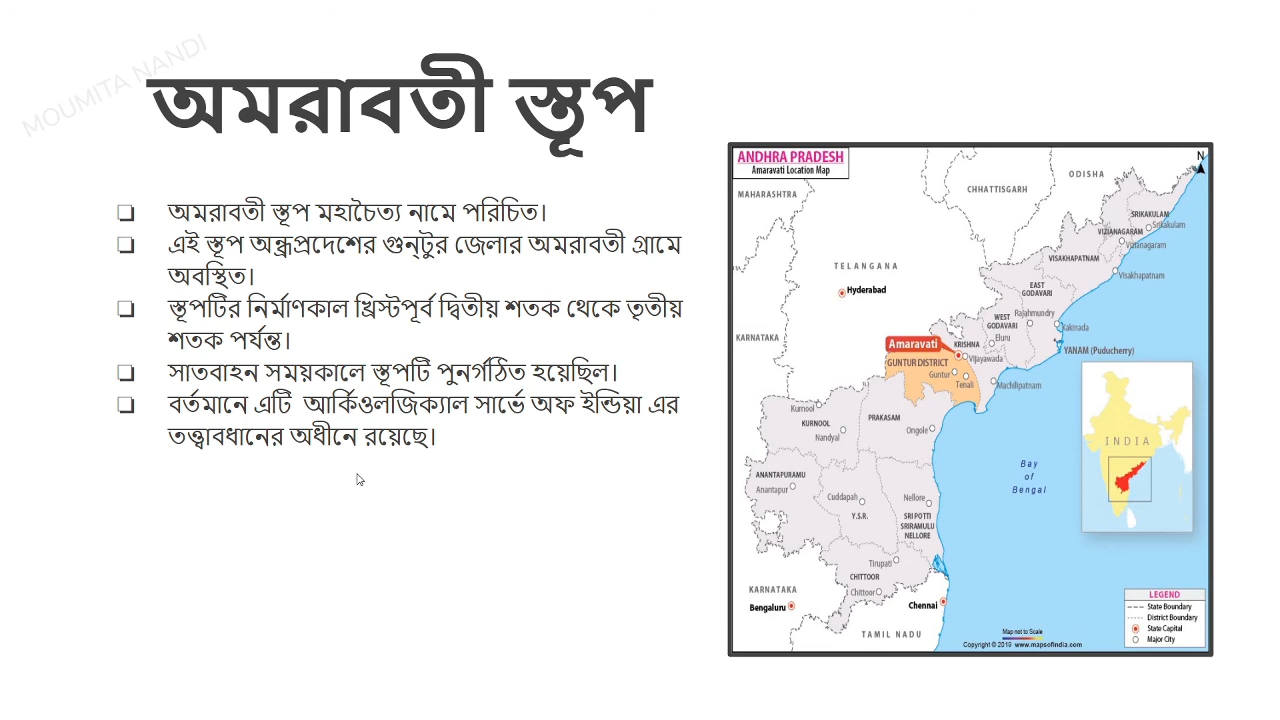 MOUMITA NANDI
অমরাবতী স্তূপ
❏ অমরাবতী স্তূপ মহাচৈত্য নামে পরিচিত।
❏ এই স্তূপ অন্ধ্রপ্রদেশের গুন্টুর জেলার অমরাবতী গ্রামে
অবস্থিত।
❏ স্তূপটির নির্মাণকাল খ্রিস্টপূর্ব দ্বিতীয় শতক থেকে তৃতীয়
শতক পর্যন্ত।
❏ সাতবাহন সময়কালে স্তূপটি পুনর্গঠিত হয়েছিল।
❏ বর্তমানে এটি আর্কিওলজিক্যাল সার্ভে অফ ইন্ডিয়া এর
তত্ত্বাবধানের অধীনে রয়েছে।
ANDHRA PRADESH
Amaravati Location Map
N
ODISHA
CHHATTISGARH
MAHARASHTRA
SRIKAKULAM
Srikakulam
VIZIANAGARAM
Vizianagaram
VISAKHAPATNAM
TELANGANA
Visakhapatnam
Hyderabad
EAST
GODAVARI
Rajahmundry
WEST
GODAVARI
Kakinada
KARNATAKA
Eluru
Amaravati
KRISHNA
YANAM (Puducherry)
Vijayawada
GUNTUR DISTRICT
Guntur
Tenali
Machilipatnam
Kurnool
PRAKASAM
KURNOOL
Ongole
Nandyal
INDIA
Bay
of
Bengal
ANANTAPURAMU
Anantapur
Cuddapah
Nellore
Y.S.R.
SRI POTTI
SRIRAMULU
NELLORE
Tirupati
CHITTOOR
KARNATAKA
Chittoor
Bengaluru
Chennai
TAMIL NADU
LEGEND
State Boundary
District Boundary
State Capital
Major City
Map not to Scale
Copyright © 2019 www.mapsofindia.com